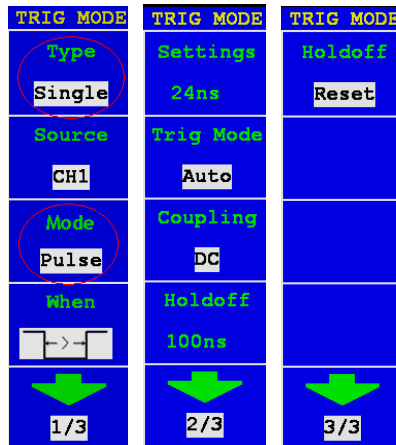 TRIG MODE
Type
Single
Source
CH1
Mode
Pulse
When
1/3
TRIG MODE
Settings
24ns
Trig Mode
Auto
Coupling
DC
Holdoff
100ns
2/3
TRIG MODE
Holdoff
Reset
3/3